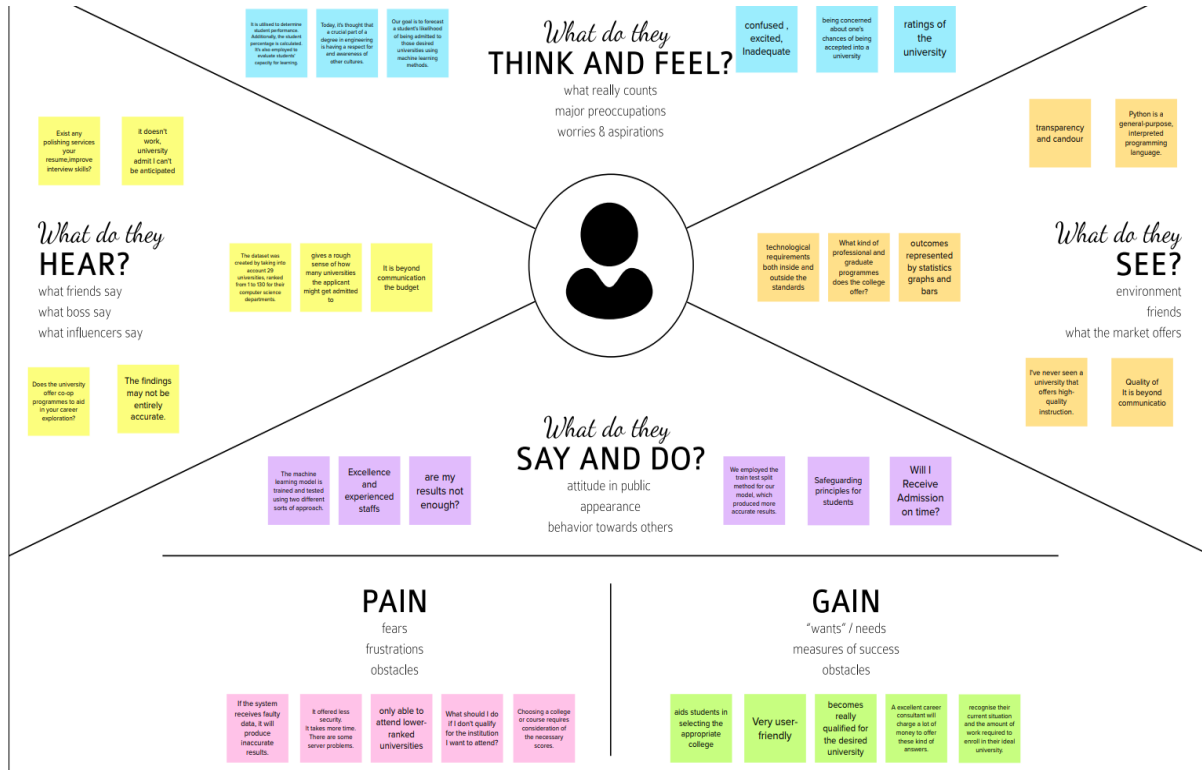 It is utilised to determine
student performance.
Additionally, the student
percentage is calculated.
It's also employed to
evaluate students'
capacity for learning.
Today, it's thought that
a crucial part of a
degree in engineering
is having a respect for
and awareness of
other cultures.
Our goal is to forecast
a student's likelihood
of being admitted to
those desired
universities using
machine learning
methods.
What do they
THINK AND FEEL?
what really counts
major preoccupations
worries & aspirations
confused ,
excited,
Inadequate
being concerned
about one's
chances of being
accepted into a
university
ratings of
the
university
Exist any
polishing services
your
resume,improve
interview skills?
it doesn't
work,
university
admit I can't
be anticipated
What do they
HEAR?
what friends say
what boss say
what influencers say
The dataset was
created by taking into
account 29
universities, ranked
from 1 to 130 for their
computer science
departments.
gives a rough
sense of how
many universities
the applicant
might get admitted
to
It is beyond
communication
the budget
Does the university
offer co-op
programmes to aid
in your career
exploration?
The findings
may not be
entirely
accurate.
transparency
and candour
Python is a
general-purpose,
interpreted
programming
language.
technological
requirements
both inside and
outside the
standards
What kind of
professional and
graduate
programmes
does the college
offer?
outcomes
represented
by statistics
graphs and
bars
What do they
SEE?
environment
friends
what the market offers
I've never seen a
university that
offers high-
quality
instruction.
Quality of
It is beyond
communicatio
What do they
SAY AND DO?
attitude in public
appearance
behavior towards others
The machine
learning model is
trained and tested
using two different
sorts of approach.
Excellence
and
experienced
staffs
are my
results not
enough?
We employed the
train test split
method for our
model, which
produced more
accurate results.
Safeguarding
principles for
students
Will I
Receive
Admission
on time?
PAIN
fears
frustrations
obstacles
If the system
receives faulty
data, it will
produce
inaccurate
results.
It offered less
security.
it takes more time.
There are some
server problems.
only able to
attend lower-
ranked
universities
What should I do
if I don't qualify
for the institution
I want to attend?
Choosing a college
or course requires
consideration of
the necessary
scores.
GAIN
“wants” / needs
measures of success
obstacles
aids students in
selecting the
appropriate
college
Very user-
friendly
becomes
really
qualified for
the desired
university
A excellent career
consultant will
charge a lot of
money to offer
these kind of
answers.
recognise their
current situation
and the amount of
work required to
enroll in their ideal
university.